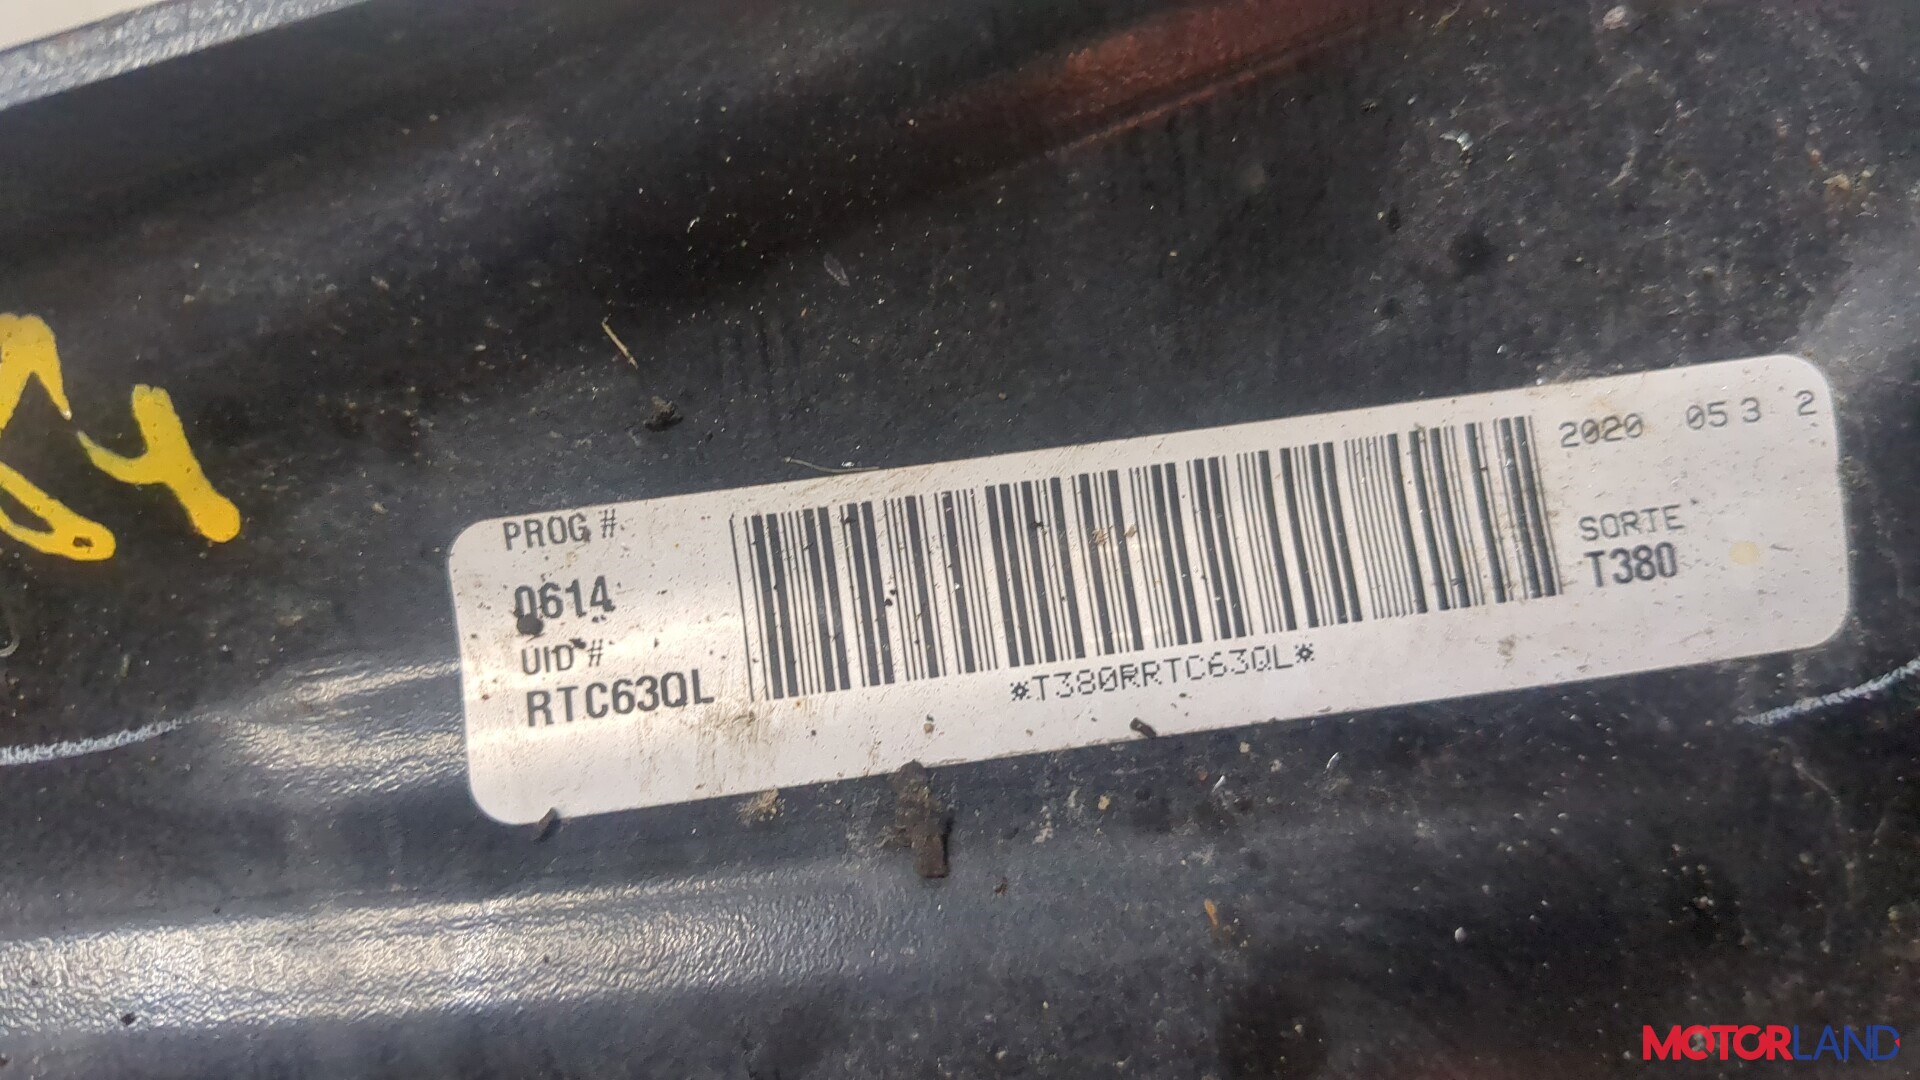 PROG #
0614
UID #
RTC63QL
*T380RRTC63QL*
2020 05 3 2
SORTE
T380
MOTORLAND